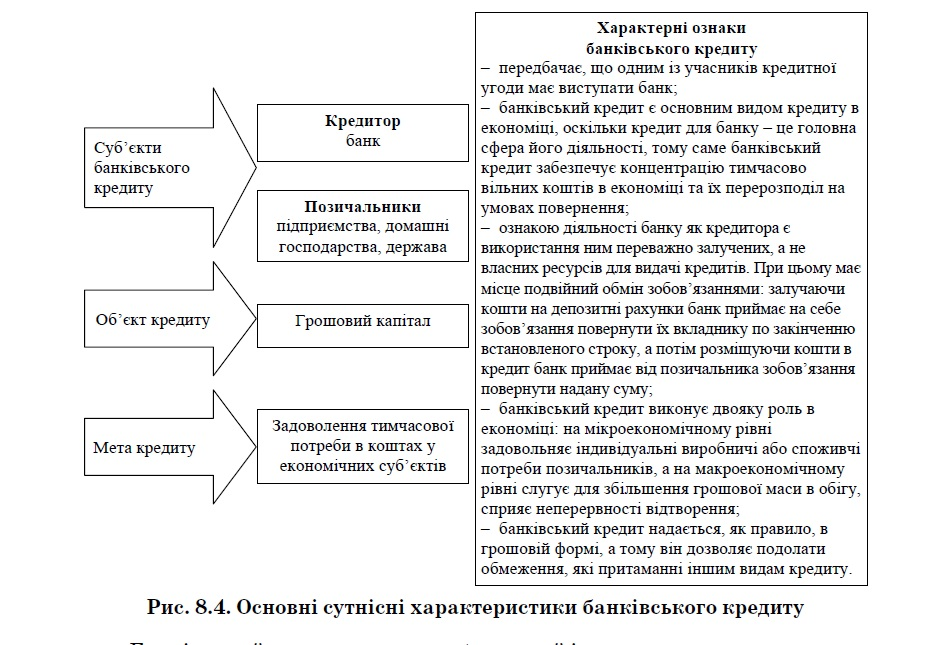 Суб’єкти
банківського
кредиту
Кредитор
банк
Позичальники
підприємства, домашні
господарства, держава
Об’єкт кредиту
Грошовий капітал
Мета кредиту
Задоволення тимчасової
потреби в коштах у
економічних суб’єктів
Характерні ознаки
банківського кредиту
– передбачає, що одним із учасників кредитної
угоди має виступати банк;
– банківський кредит є основним видом кредиту в
економіці, оскільки кредит для банку – це головна
сфера його діяльності, тому саме банківський
кредит забезпечує концентрацію тимчасово
вільних коштів в економіці та їх перерозподіл на
умовах повернення;
– ознакою діяльності банку як кредитора є
використання ним переважно залучених, а не
власних ресурсів для видачі кредитів. При цьому має
місце подвійний обмін зобов’язаннями: залучаючи
кошти на депозитні рахунки банк приймає на себе
зобов’язання повернути їх вкладнику по закінченню
встановленого строку, а потім розміщуючи кошти в
кредит банк приймає від позичальника зобов’язання
повернути надану суму;
– банківський кредит виконує двояку роль в
економіці: на мікроекономічному рівні
задовольняє індивідуальні виробничі або споживчі
потреби позичальників, а на макроекономічному
рівні слугує для збільшення грошової маси в обігу,
сприяє неперервності відтворення;
– банківський кредит надається, як правило, в
грошовій формі, а тому він дозволяє подолати
обмеження, які притаманні іншим видам кредиту.
Рис. 8.4. Основні сутнісні характеристики банківського кредиту